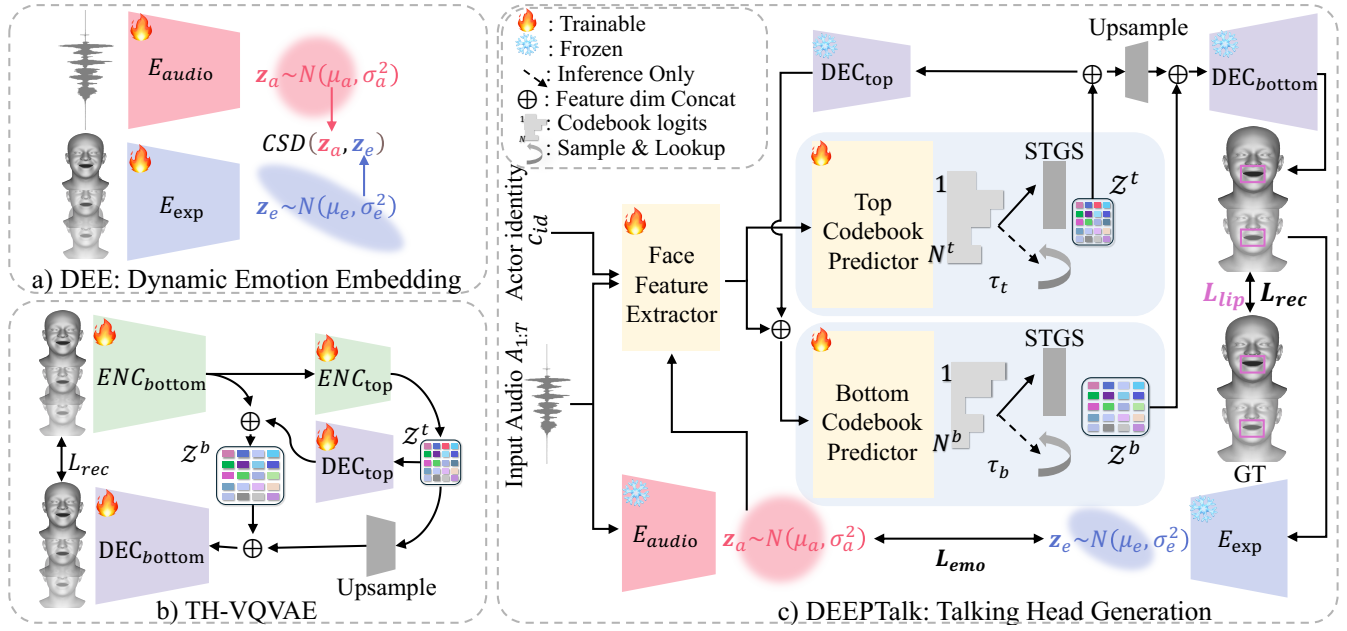 E_audio
z_a~N(μ_a, σ_a^2)
CSD(z_a, z_e)
E_exp
z_e~N(μ_e, σ_e^2)
a) DEE: Dynamic Emotion Embedding
ENC_bottom
ENC_top
Z^b
Z^t
DEC_top
L_rec
DEC_bottom
Upsample
b) TH-VQVAE
: Trainable
: Frozen
: Inference Only
⊕ : Feature dim Concat
1 N : Codebook logits
: Sample & Lookup
Actor identity
c_id
Input Audio A_1:T
Face
Feature
Extractor
DEC_top
Upsample
DEC_bottom
Top
Codebook
Predictor
1
N^t
STGS
τ_t
Z^t
Bottom
Codebook
Predictor
1
N^b
STGS
τ_b
Z^b
L_lip L_rec
GT
E_audio
z_a~N(μ_a, σ_a^2)
L_emo
z_e~N(μ_e, σ_e^2)
E_exp
c) DEEPTalk: Talking Head Generation